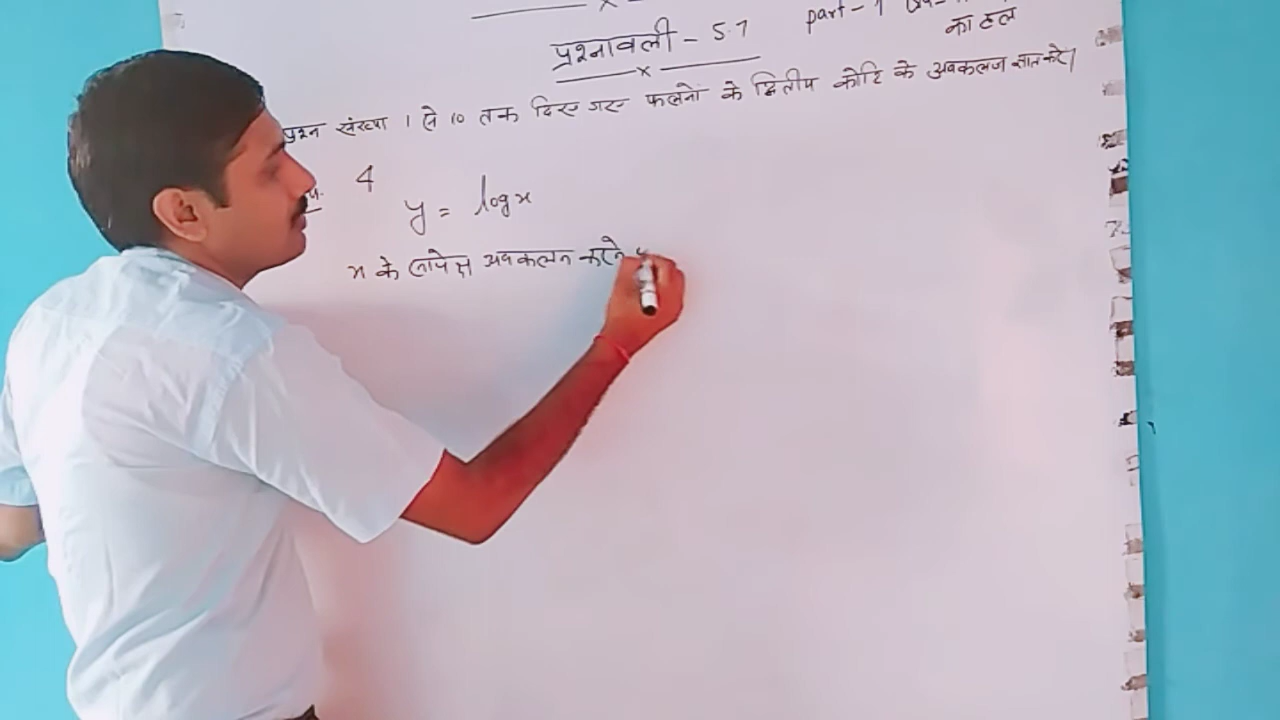 part - 1
प्रश्नावली - 5.7
का हल
प्रश्न संख्या 1 से 10 तक दिए गए फलनों के द्वितीय कोटि के अवकलज ज्ञात करें।
4
y = log x
x के सापेक्ष अवकलन करने